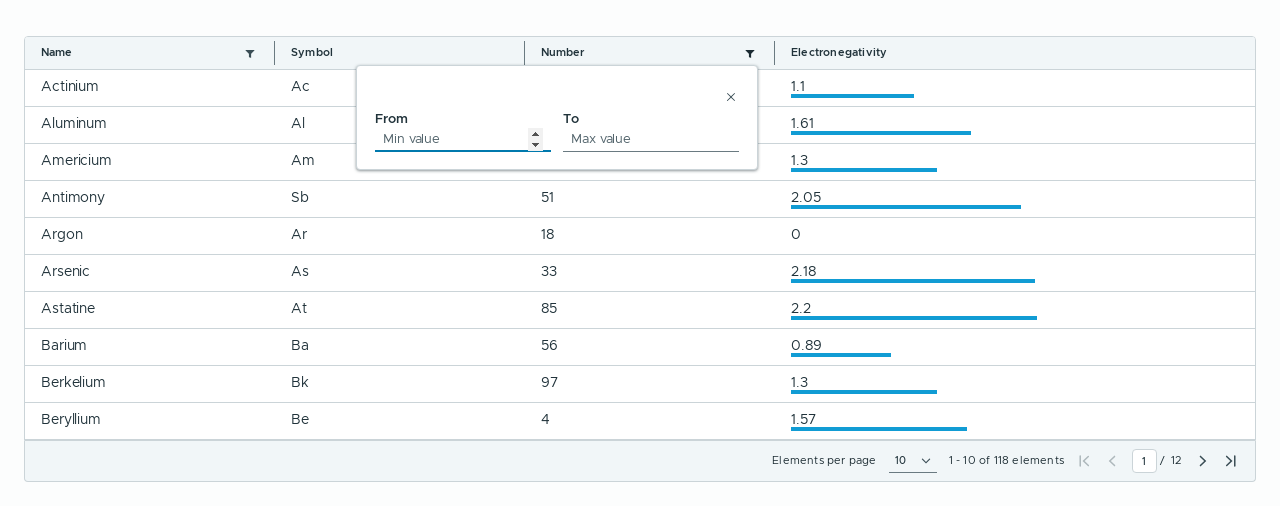 Name Symbol Number Electronegativity
Actinium Ac 1.1
From To
Min value Max value
Aluminum Al 1.61
Americium Am 1.3
Antimony Sb 51 2.05
Argon Ar 18 0
Arsenic As 33 2.18
Astatine At 85 2.2
Barium Ba 56 0.89
Berkelium Bk 97 1.3
Beryllium Be 4 1.57
Elements per page 10 1 - 10 of 118 elements 1 / 12